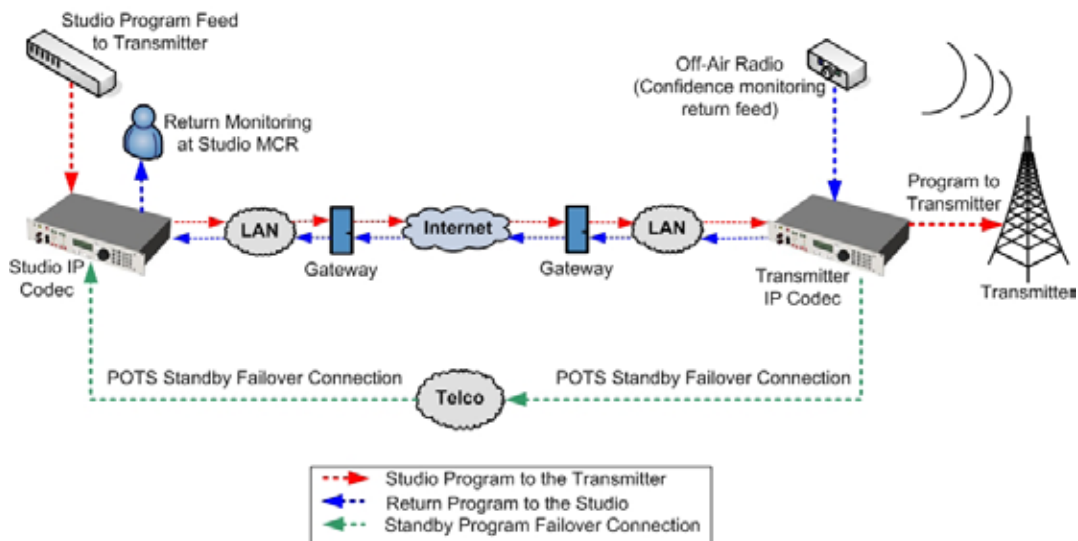 Studio Program Feed
to Transmitter
Off-Air Radio
(Confidence monitoring
return feed)
Return Monitoring
at Studio MCR
Program to
Transmitter
LAN
Internet
LAN
Gateway
Gateway
Studio IP
Codec
Transmitter
IP Codec
Transmitter
POTS Standby Failover Connection
POTS Standby Failover Connection
Telco
Studio Program to the Transmitter
Return Program to the Studio
Standby Program Failover Connection